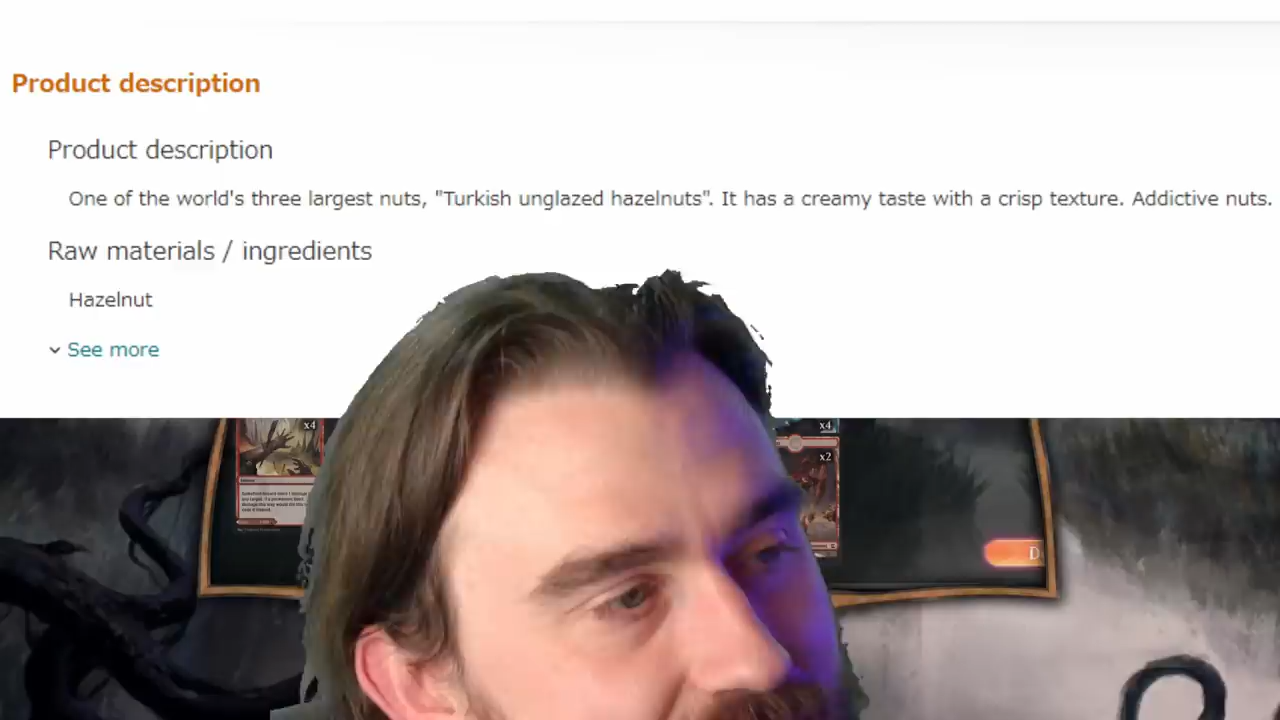 Product description
Product description
One of the world's three largest nuts, "Turkish unglazed hazelnuts". It has a creamy taste with a crisp texture. Addictive nuts.
Raw materials / ingredients
Hazelnut
See more
x4
x4
x2
D